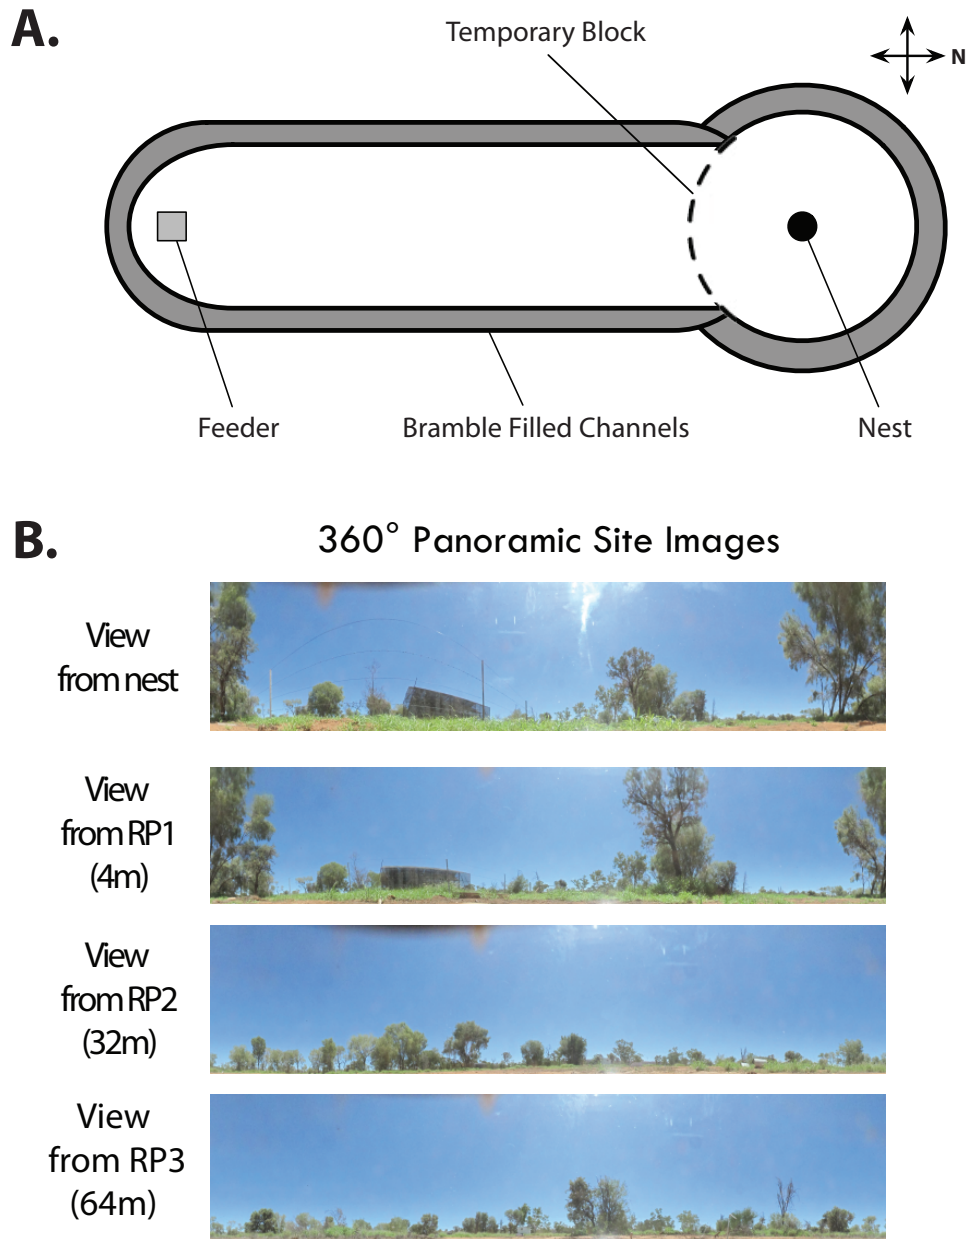 A.
Temporary Block
N
Feeder
Bramble Filled Channels
Nest
B.
360° Panoramic Site Images
View
from nest
View
from RP1
(4m)
View
from RP2
(32m)
View
from RP3
(64m)